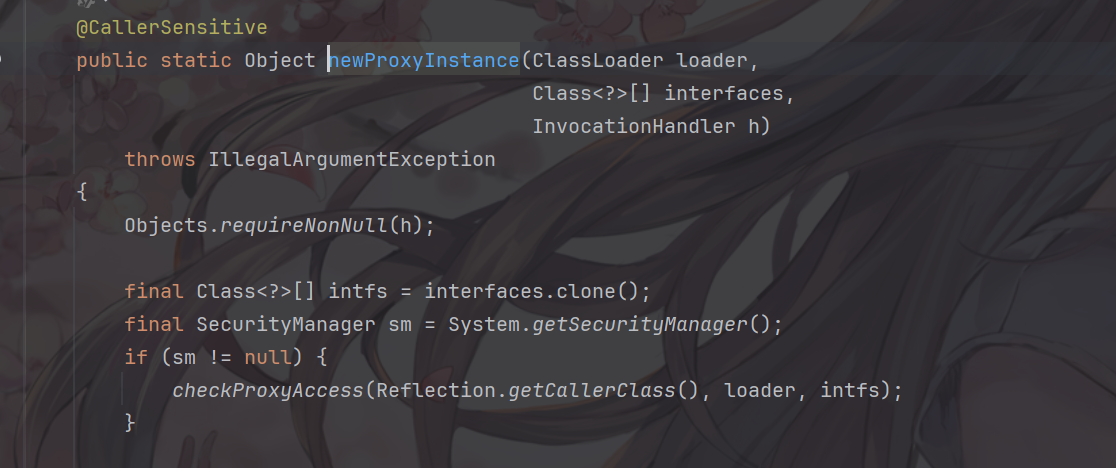 @CallerSensitive
public static Object newProxyInstance(ClassLoader loader,
                                      Class<?>[] interfaces,
                                      InvocationHandler h)
    throws IllegalArgumentException
{
    Objects.requireNonNull(h);

    final Class<?>[] intfs = interfaces.clone();
    final SecurityManager sm = System.getSecurityManager();
    if (sm != null) {
        checkProxyAccess(Reflection.getCallerClass(), loader, intfs);
    }